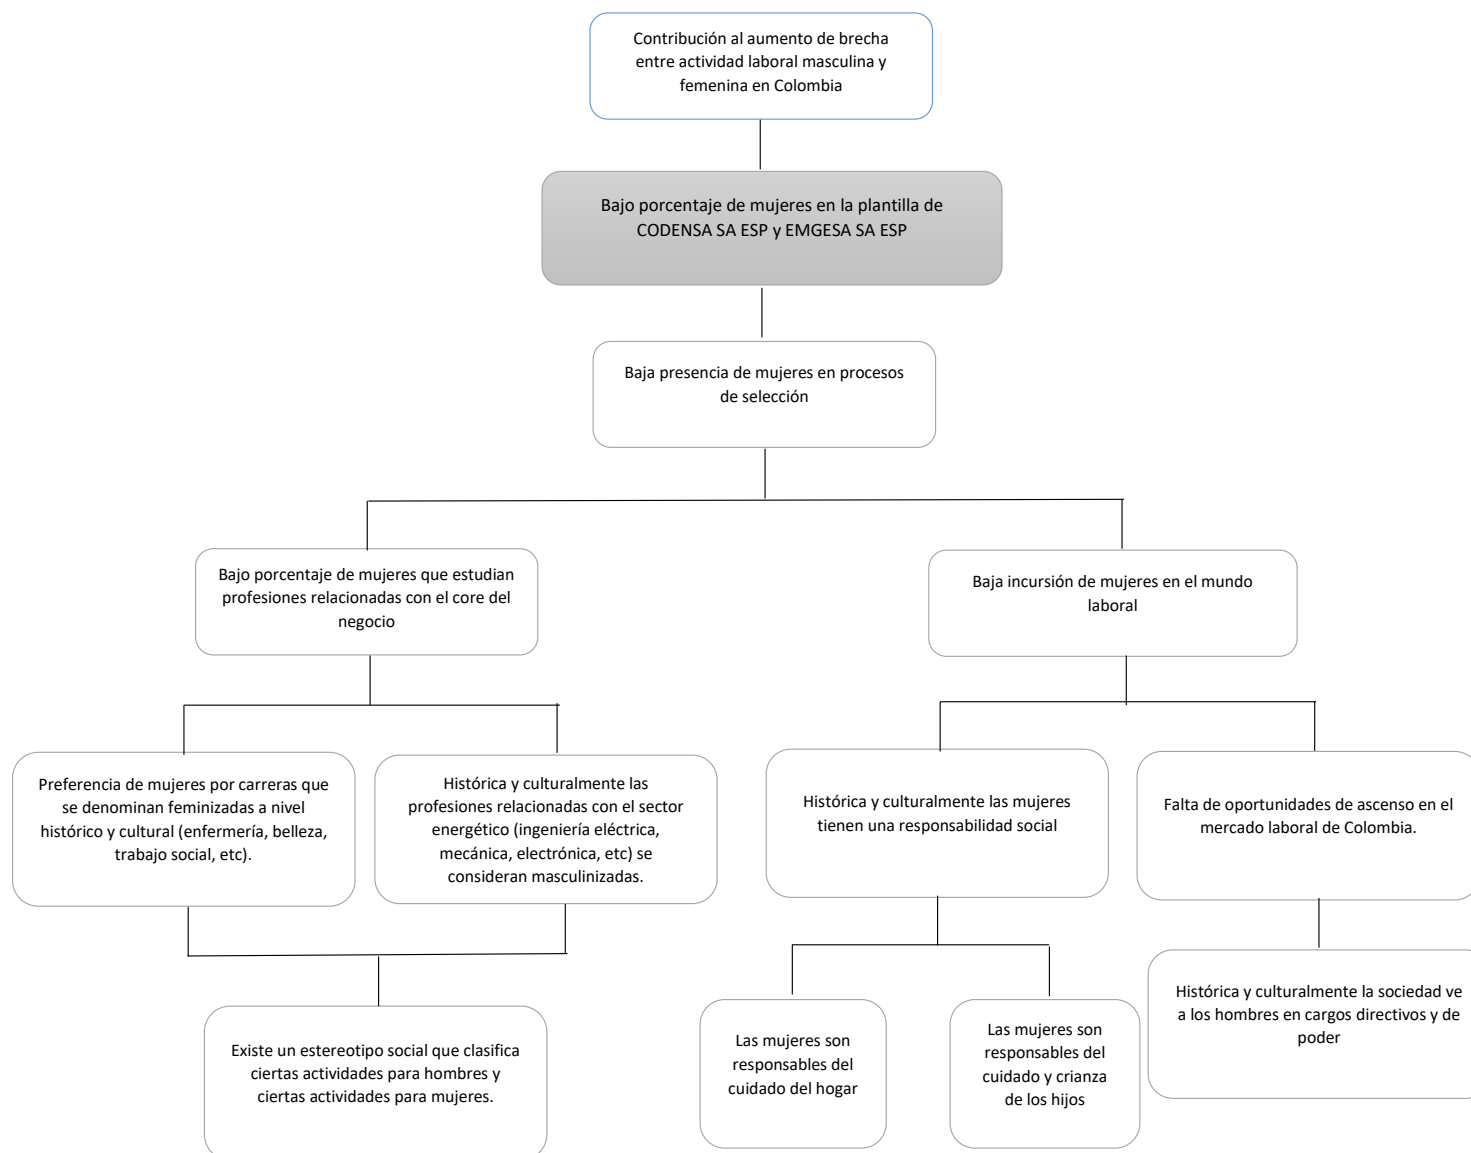 Contribución al aumento de brecha
entre actividad laboral masculina y
femenina en Colombia
Bajo porcentaje de mujeres en la plantilla de
CODENSA SA ESP y EMGESA SA ESP
Baja presencia de mujeres en procesos
de selección
Bajo porcentaje de mujeres que estudian
profesiones relacionadas con el core del
negocio
Baja incursión de mujeres en el mundo
laboral
Preferencia de mujeres por carreras que
se denominan feminizadas a nivel
histórico y cultural (enfermería, belleza,
trabajo social, etc).
Histórica y culturalmente las
profesiones relacionadas con el sector
energético (ingeniería eléctrica,
mecánica, electrónica, etc) se
consideran masculinizadas.
Histórica y culturalmente las mujeres
tienen una responsabilidad social
Falta de oportunidades de ascenso en el
mercado laboral de Colombia.
Existe un estereotipo social que clasifica
ciertas actividades para hombres y
ciertas actividades para mujeres.
Las mujeres son
responsables del
cuidado del hogar
Las mujeres son
responsables del
cuidado y crianza
de los hijos
Histórica y culturalmente la sociedad ve
a los hombres en cargos directivos y de
poder